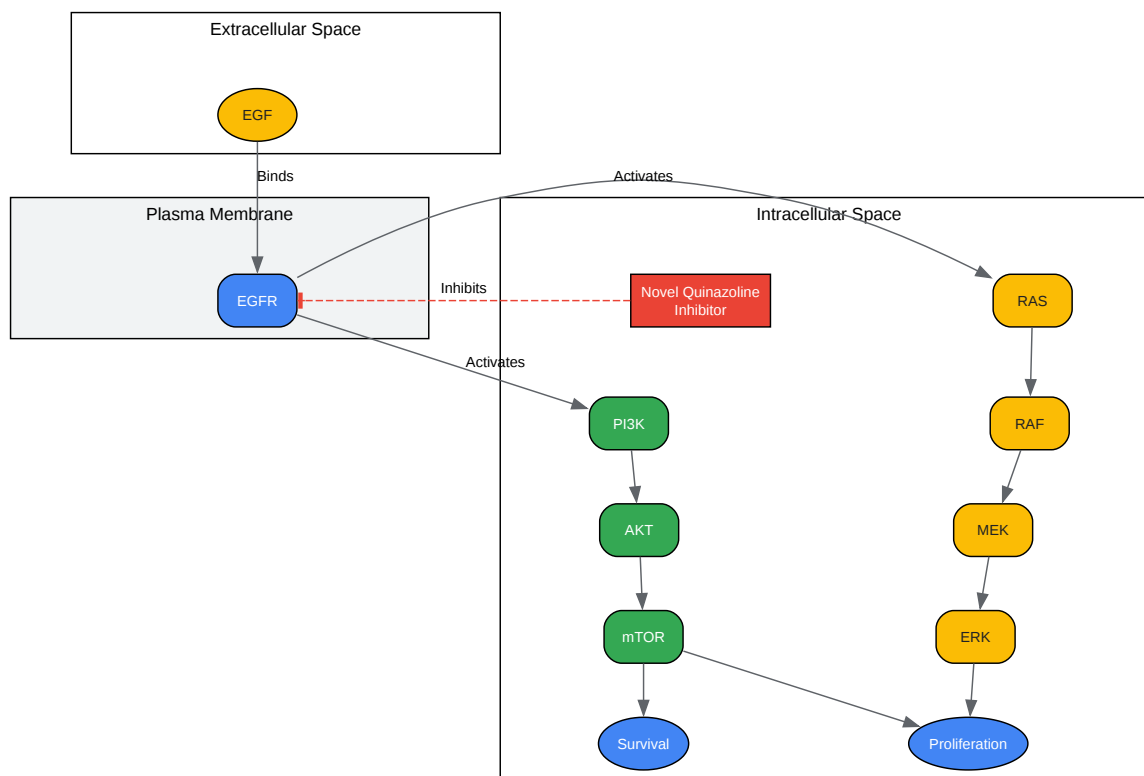 Extracellular Space
EGF
Binds
Activates
Plasma Membrane
Intracellular Space
EGFR
Inhibits
Novel Quinazoline
Inhibitor
RAS
Activates
PI3K
RAF
AKT
MEK
mTOR
ERK
Survival
Proliferation